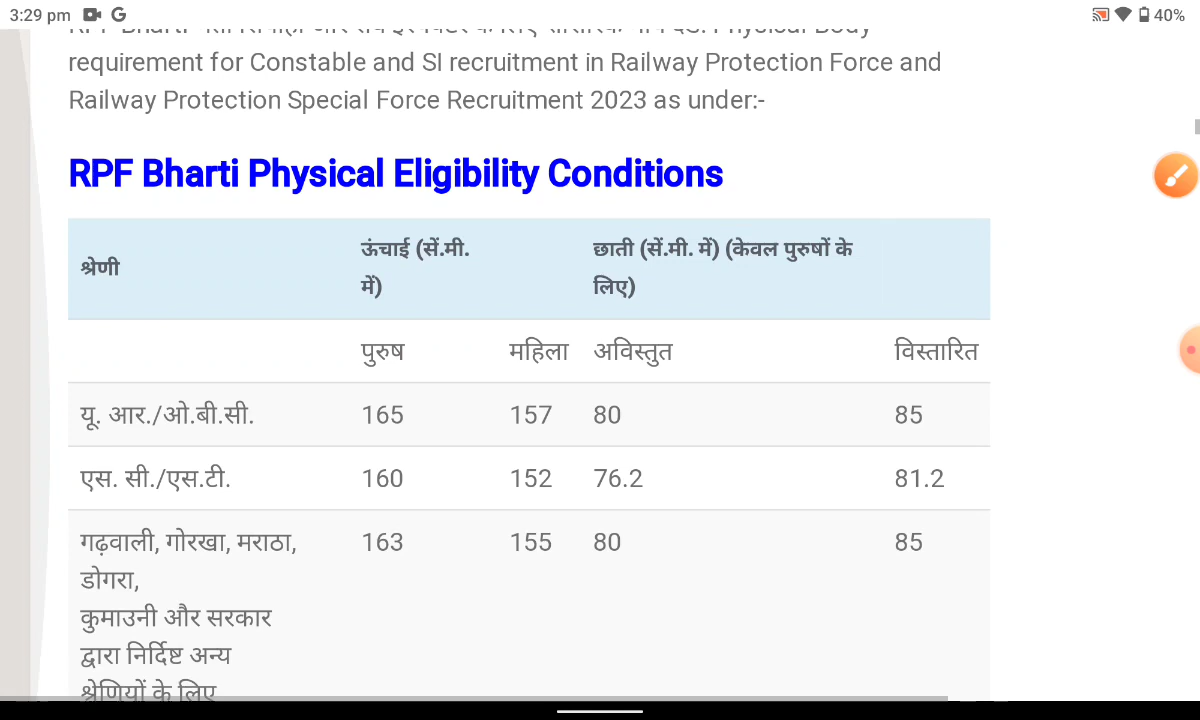 3:29 pm
40%
Physical Body
requirement for Constable and SI recruitment in Railway Protection Force and
Railway Protection Special Force Recruitment 2023 as under:-
RPF Bharti Physical Eligibility Conditions
श्रेणी ऊंचाई (सें.मी. में) छाती (सें.मी. में) (केवल पुरुषों के लिए)
पुरुष महिला अविस्तुत विस्तारित
यू. आर./ओ.बी.सी. 165 157 80 85
एस. सी./एस.टी. 160 152 76.2 81.2
गढ़वाली, गोरखा, मराठा, 163 155 80 85
डोगरा,
कुमाउनी और सरकार
द्वारा निर्दिष्ट अन्य
श्रेणियों के लिए